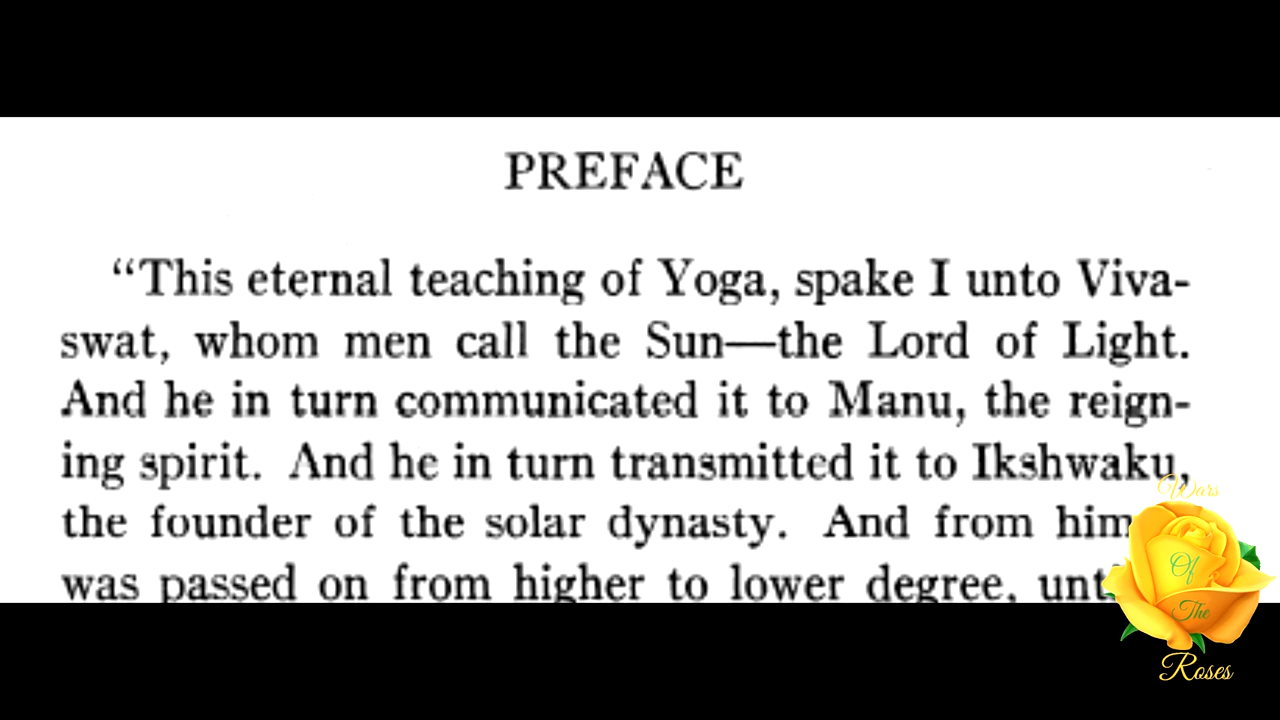 PREFACE
“This eternal teaching of Yoga, spake I unto Viva-
swat, whom men call the Sun—the Lord of Light.
And he in turn communicated it to Manu, the reign-
ing spirit. And he in turn transmitted it to Ikshwaku,
the founder of the solar dynasty. And from him
was passed on from higher to lower degree,
Wars
Of
The
Roses